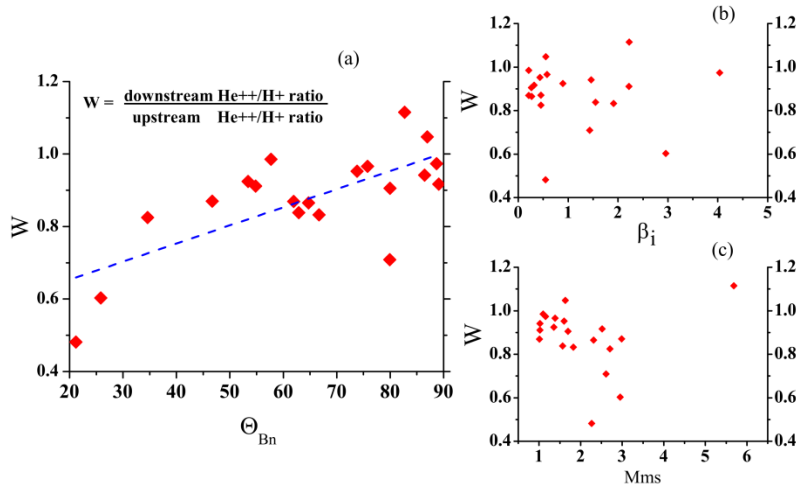 (a)
W = downstream He++/H+ ratio
upstream He++/H+ ratio
1.2
1.0
0.8
0.6
0.4
W
20 30 40 50 60 70 80 90
Θ_Bn
(b)
1.2 1.2
1.0 1.0
0.8 0.8
0.6 0.6
0.4 0.4
W
0 1 2 3 4 5
β_i
(c)
1.2 1.2
1.0 1.0
0.8 0.8
0.6 0.6
0.4 0.4
W
1 2 3 4 5 6
Mms